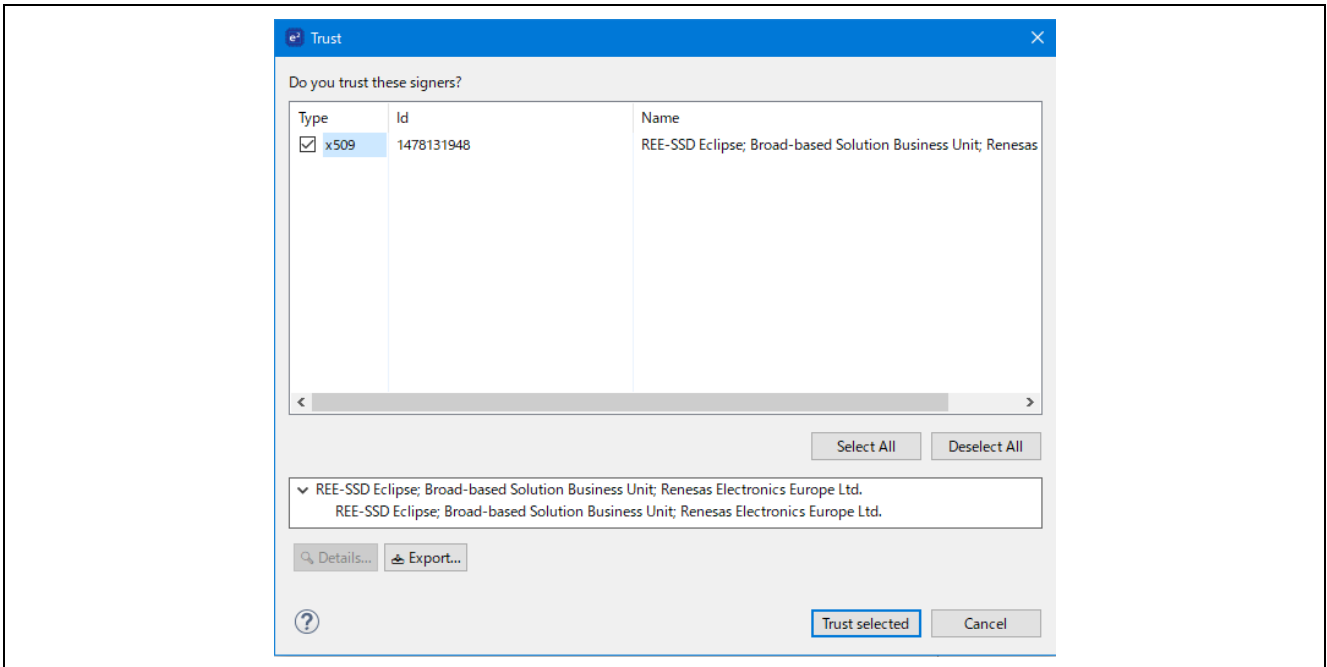 e² Trust
Do you trust these signers?
Type Id Name
x509 1478131948 REE-SSD Eclipse; Broad-based Solution Business Unit; Renesas
Select All Deselect All
REE-SSD Eclipse; Broad-based Solution Business Unit; Renesas Electronics Europe Ltd.
REE-SSD Eclipse; Broad-based Solution Business Unit; Renesas Electronics Europe Ltd.
Details... Export...
? Trust selected Cancel